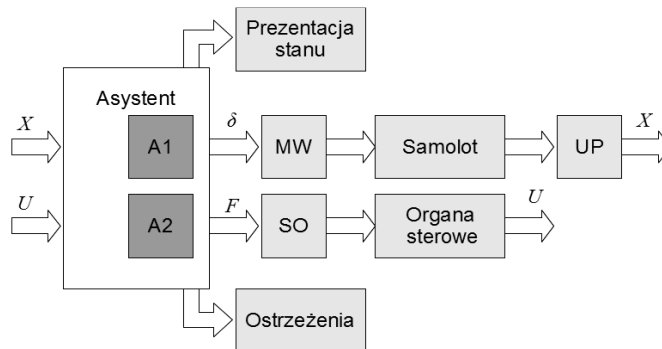 Prezentacja
stanu
Asystent
X
A1
δ
MW
Samolot
UP
X
U
A2
F
SO
Organa
sterowe
U
Ostrzeżenia